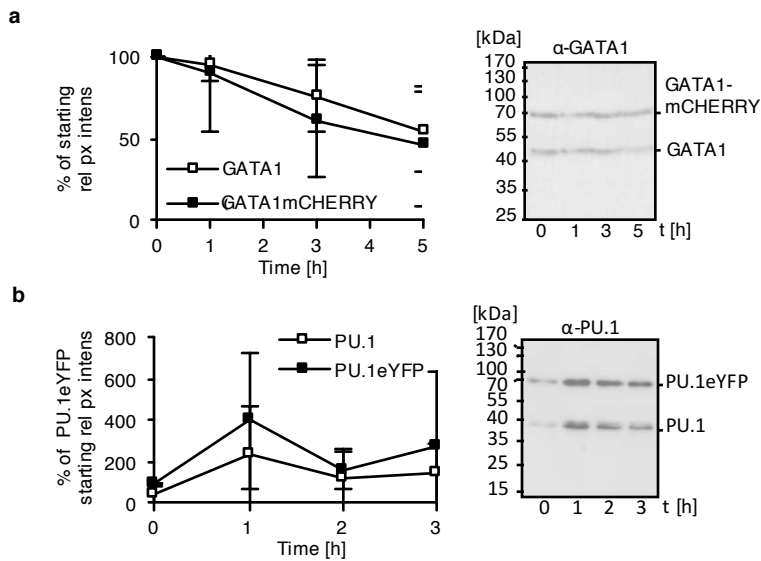 a
% of starting
rel px intens
100
50
0
GATA1
GATA1mCHERRY
0 1 2 3 4 5
Time [h]
[kDa]
α-GATA1
170
130
100
70
55
40
35
25
GATA1-
mCHERRY
GATA1
0 1 3 5 t [h]
b
% of PU.1eYFP
starting rel px intens
800
600
400
200
0
PU.1
PU.1eYFP
0 1 2 3
Time [h]
[kDa]
α-PU.1
170
130
100
70
55
40
35
25
15
PU.1eYFP
PU.1
0 1 2 3 t [h]